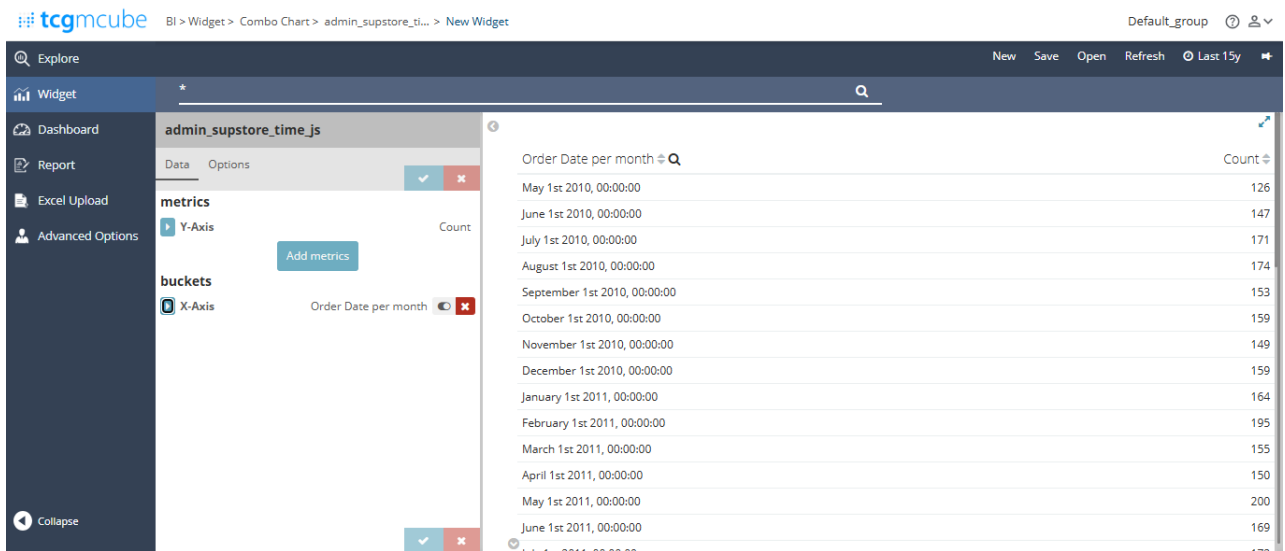 tcgmcube BI > Widget > Combo Chart > admin_supstore_ti... > New Widget Default_group
Explore New Save Open Refresh Last 15y
Widget *
Dashboard
Report
Excel Upload
Advanced Options
Collapse
admin_supstore_time_js
Data Options
metrics
Y-Axis Count
Add metrics
buckets
X-Axis Order Date per month
Order Date per month Count
May 1st 2010, 00:00:00 126
June 1st 2010, 00:00:00 147
July 1st 2010, 00:00:00 171
August 1st 2010, 00:00:00 174
September 1st 2010, 00:00:00 153
October 1st 2010, 00:00:00 159
November 1st 2010, 00:00:00 149
December 1st 2010, 00:00:00 159
January 1st 2011, 00:00:00 164
February 1st 2011, 00:00:00 195
March 1st 2011, 00:00:00 155
April 1st 2011, 00:00:00 150
May 1st 2011, 00:00:00 200
June 1st 2011, 00:00:00 169